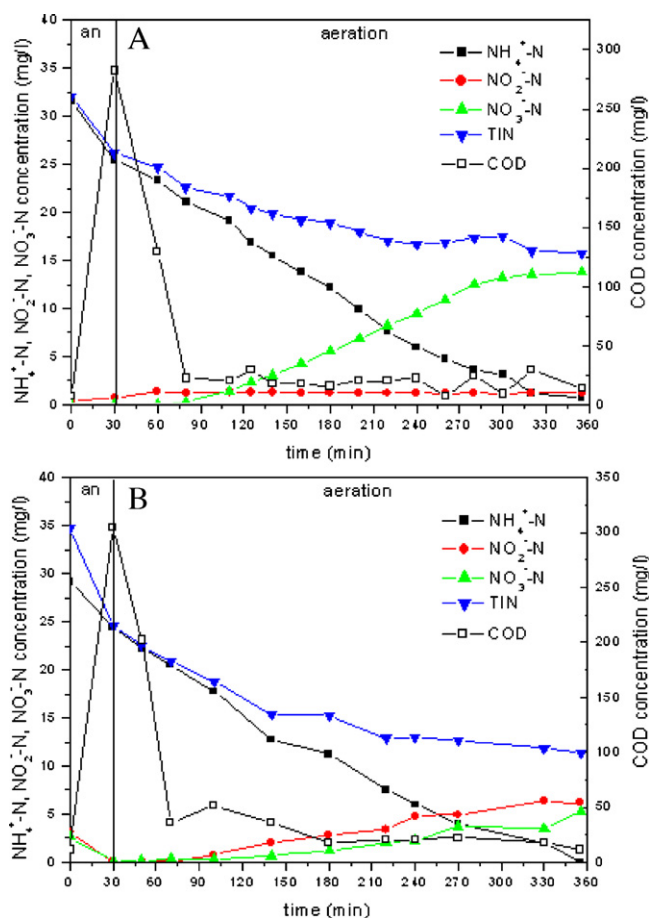 an A aeration
NH₄⁺-N
NO₂⁻-N
NO₃⁻-N
TIN
COD
NH₄⁺-N, NO₂⁻-N, NO₃⁻-N concentration (mg/l)
40
35
30
25
20
15
10
5
0
COD concentration (mg/l)
300
250
200
150
100
50
0
0 30 60 90 120 150 180 210 240 270 300 330 360
time (min)
an B aeration
NH₄⁺-N
NO₂⁻-N
NO₃⁻-N
TIN
COD
NH₄⁺-N, NO₂⁻-N, NO₃⁻-N concentration (mg/l)
40
35
30
25
20
15
10
5
0
COD concentration (mg/l)
350
300
250
200
150
100
50
0
0 30 60 90 120 150 180 210 240 270 300 330 360
time (min)